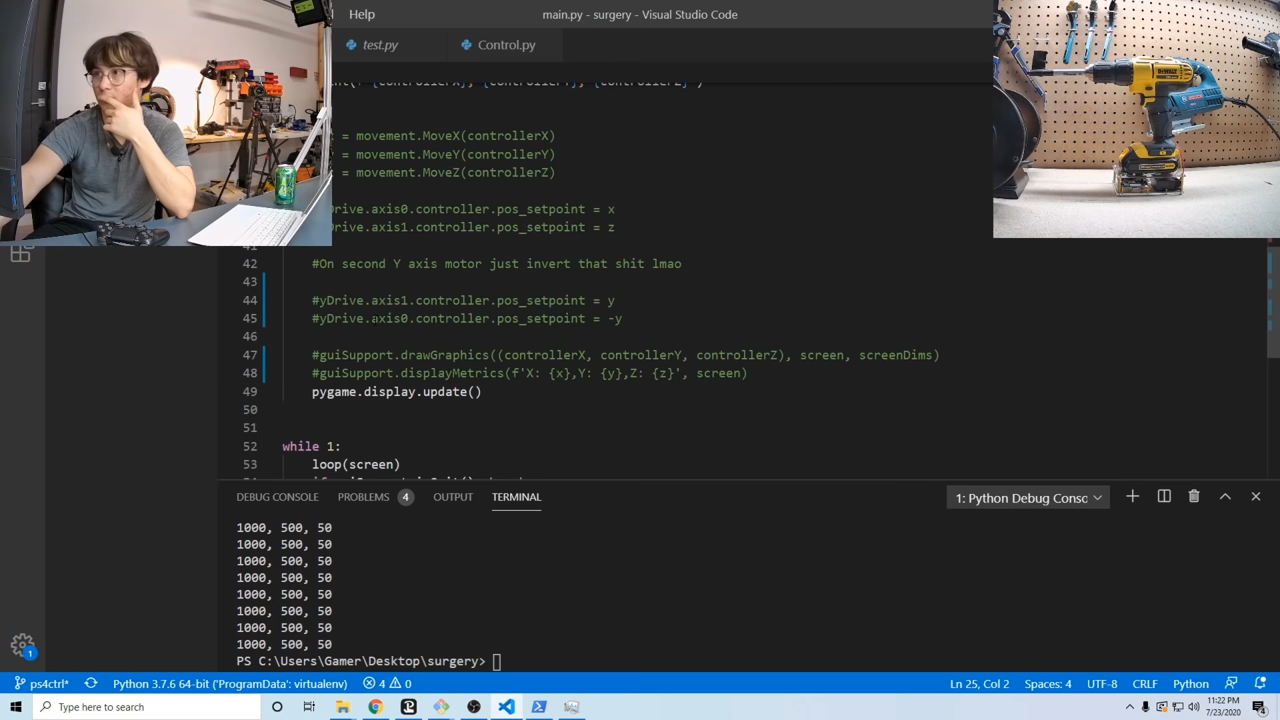 Help
main.py - surgery - Visual Studio Code
test.py
Control.py
= movement.MoveX(controllerX)
= movement.MoveY(controllerY)
= movement.MoveZ(controllerZ)
Drive.axis0.controller.pos_setpoint = x
Drive.axis1.controller.pos_setpoint = z
42 #On second Y axis motor just invert that shit lmao
43
44 #yDrive.axis1.controller.pos_setpoint = y
45 #yDrive.axis0.controller.pos_setpoint = -y
46
47 #guiSupport.drawGraphics((controllerX, controllerY, controllerZ), screen, screenDims)
48 #guiSupport.displayMetrics(f'X: {x},Y: {y},Z: {z}', screen)
49 pygame.display.update()
50
51
52 while 1:
53 loop(screen)
DEBUG CONSOLE PROBLEMS 4 OUTPUT TERMINAL
1: Python Debug Consc
1000, 500, 50
1000, 500, 50
1000, 500, 50
1000, 500, 50
1000, 500, 50
1000, 500, 50
1000, 500, 50
1000, 500, 50
PS C:\Users\Gamer\Desktop\surgery>
1
ps4ctrl* Python 3.7.6 64-bit ('ProgramData': virtualenv) 4 0
Ln 25, Col 2 Spaces: 4 UTF-8 CRLF Python
Type here to search
11:22 PM
7/23/2020
4
DEWALT
BOSCH